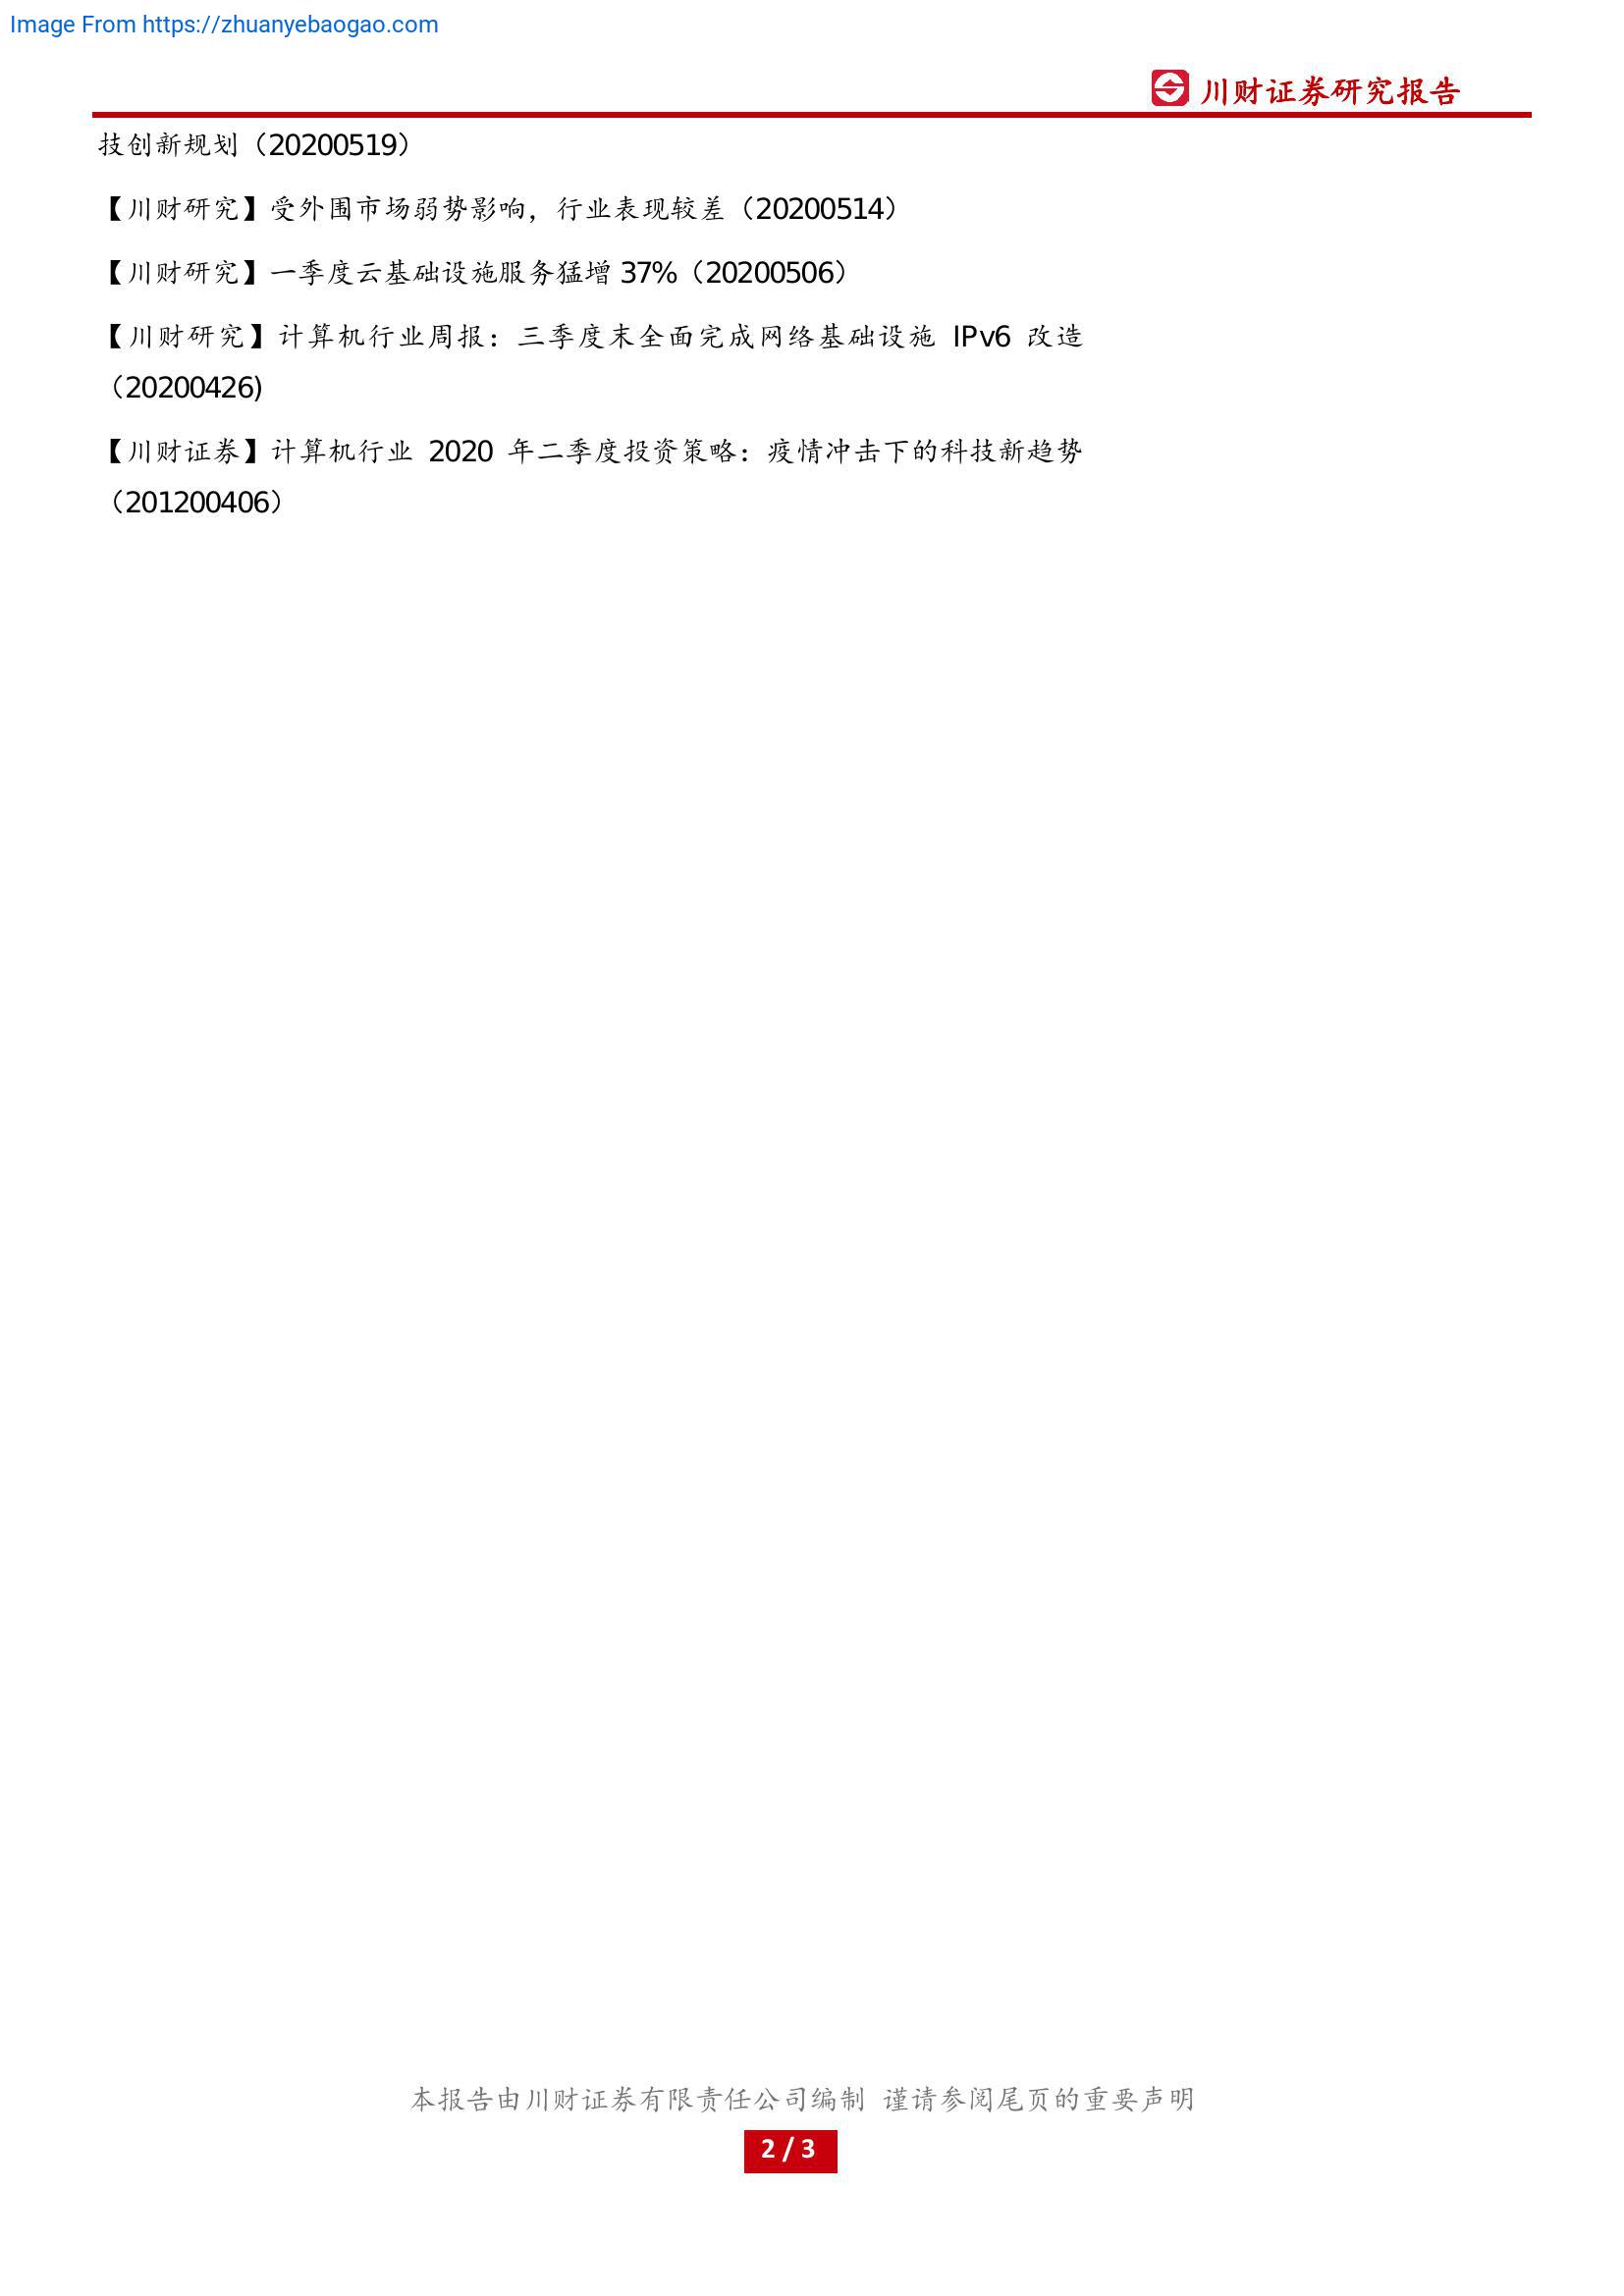 Image From https://zhuanyebaogao.com
川财证券研究报告
技创新规划（20200519）
【川财研究】受外围市场弱势影响，行业表现较差（20200514）
【川财研究】一季度云基础设施服务猛增 37%（20200506）
【川财研究】计算机行业周报：三季度末全面完成网络基础设施 IPv6 改造
（20200426)
【川财证券】计算机行业 2020 年二季度投资策略：疫情冲击下的科技新趋势
（201200406）
本报告由川财证券有限责任公司编制 谨请参阅尾页的重要声明
2 / 3